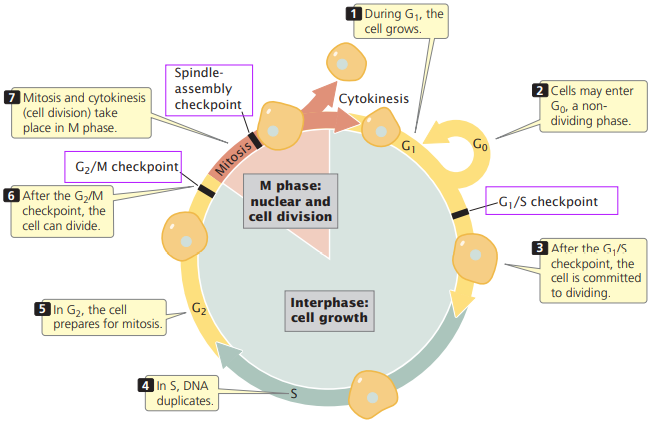 1 During G₁, the
cell grows.
Spindle-
assembly
checkpoint
Cytokinesis
7 Mitosis and cytokinesis
(cell division) take
place in M phase.
2 Cells may enter
G₀, a non-
dividing phase.
G₁
G₀
Mitosis
G₂/M checkpoint
M phase:
nuclear and
cell division
G₁/S checkpoint
6 After the G₂/M
checkpoint, the
cell can divide.
3 After the G₁/S
checkpoint, the
cell is committed
to dividing.
Interphase:
cell growth
5 In G₂, the cell
prepares for mitosis.
G₂
4 In S, DNA
duplicates.
S